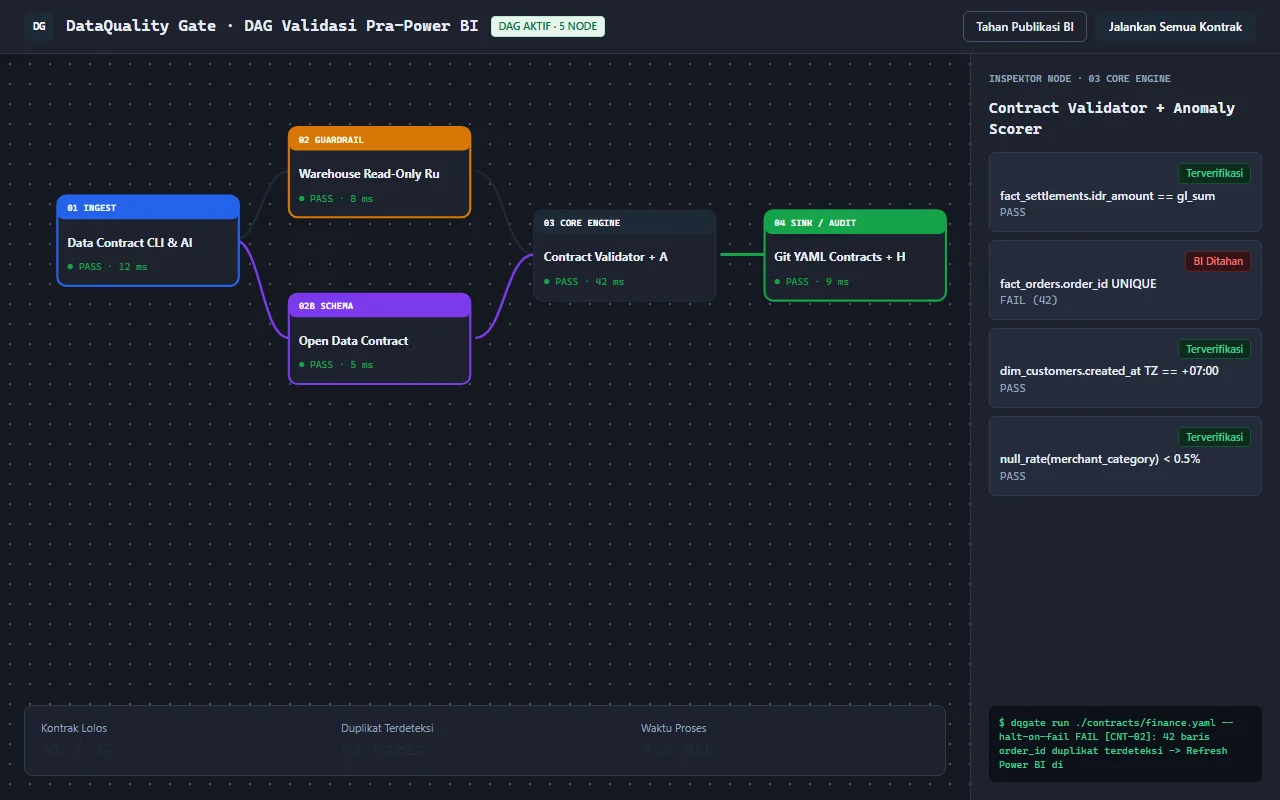 DG
DataQuality Gate · DAG Validasi Pra-Power BI
DAG AKTIF · 5 NODE
Tahan Publikasi BI
Jalankan Semua Kontrak
01 INGEST
Data Contract CLI & AI
PASS · 12 ms
02 GUARDRAIL
Warehouse Read-Only Ru
PASS · 8 ms
02B SCHEMA
Open Data Contract
PASS · 5 ms
03 CORE ENGINE
Contract Validator + A
PASS · 42 ms
04 SINK / AUDIT
Git YAML Contracts + H
PASS · 9 ms
Kontrak Lolos
Duplikat Terdeteksi
Waktu Proses
INSPEKTOR NODE · 03 CORE ENGINE
Contract Validator + Anomaly
Scorer
Terverifikasi
fact_settlements.idr_amount == gl_sum
PASS
BI Ditahan
fact_orders.order_id UNIQUE
FAIL (42)
Terverifikasi
dim_customers.created_at TZ == +07:00
PASS
Terverifikasi
null_rate(merchant_category) < 0.5%
PASS
$ dqgate run ./contracts/finance.yaml --
halt-on-fail FAIL [CNT-02]: 42 baris
order_id duplikat terdeteksi -> Refresh
Power BI di